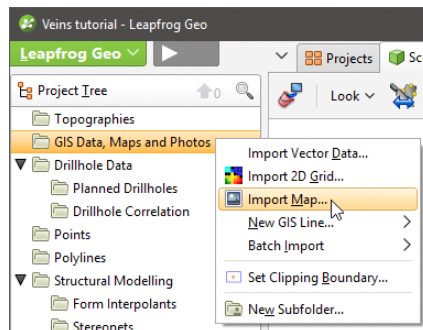 Veins tutorial - Leapfrog Geo
Leapfrog Geo
Projects
Project Tree
0
Look
Topographies
GIS Data, Maps and Photos
Drillhole Data
Planned Drillholes
Drillhole Correlation
Points
Polylines
Structural Modelling
Form Interpolants
Stereonets
Import Vector Data...
Import 2D Grid...
Import Map...
New GIS Line...
Batch Import
Set Clipping Boundary...
New Subfolder...